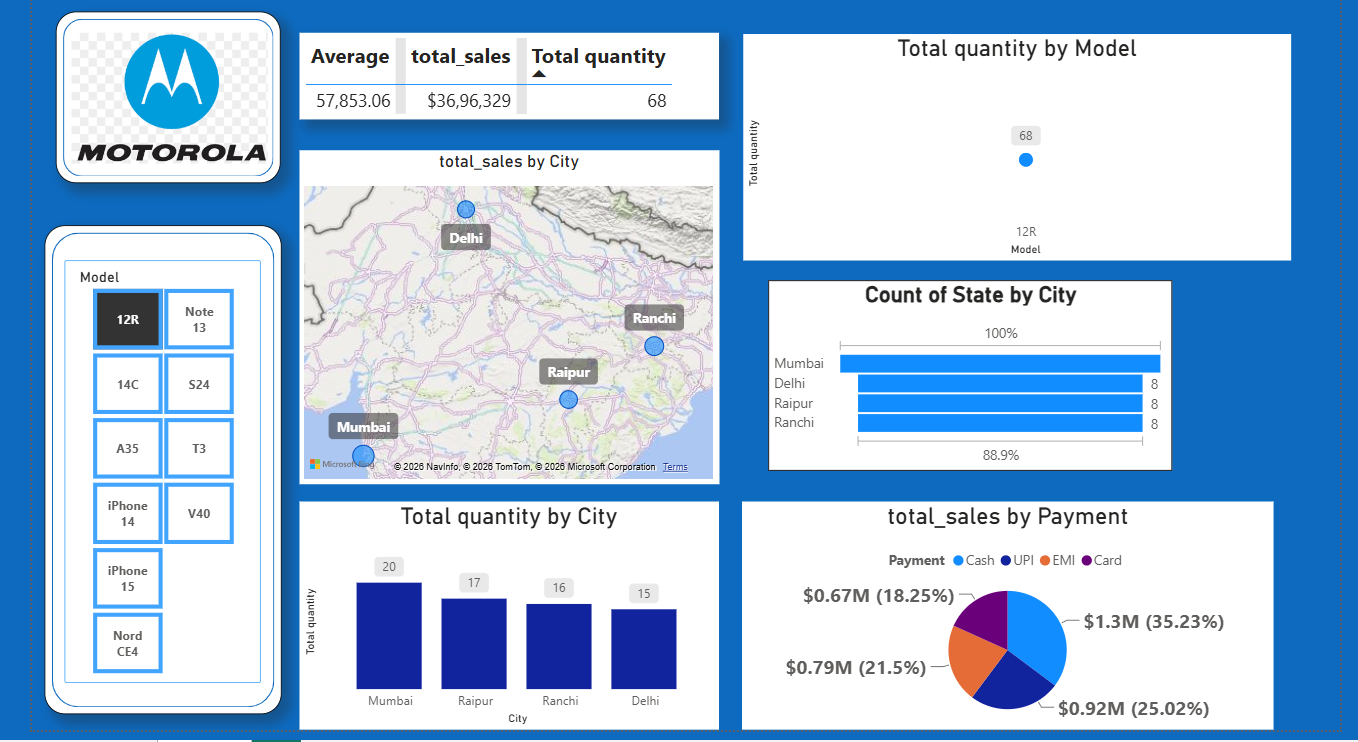 MOTOROLA
Average total_sales Total quantity
57,853.06 $36,96,329 68
Total quantity by Model
Total quantity
68
12R
Model
total_sales by City
Delhi
Ranchi
Raipur
Mumbai
© 2026 NavInfo, © 2026 TomTom, © 2026 Microsoft Corporation Terms
Model
12R
Note
13
14C
S24
A35
T3
iPhone
14
V40
iPhone
15
Nord
CE4
Count of State by City
100%
Mumbai
Delhi 8
Raipur 8
Ranchi 8
88.9%
Total quantity by City
Total quantity
20 17 16 15
Mumbai Raipur Ranchi Delhi
City
total_sales by Payment
Payment Cash UPI EMI Card
$0.67M (18.25%)
$1.3M (35.23%)
$0.79M (21.5%)
$0.92M (25.02%)